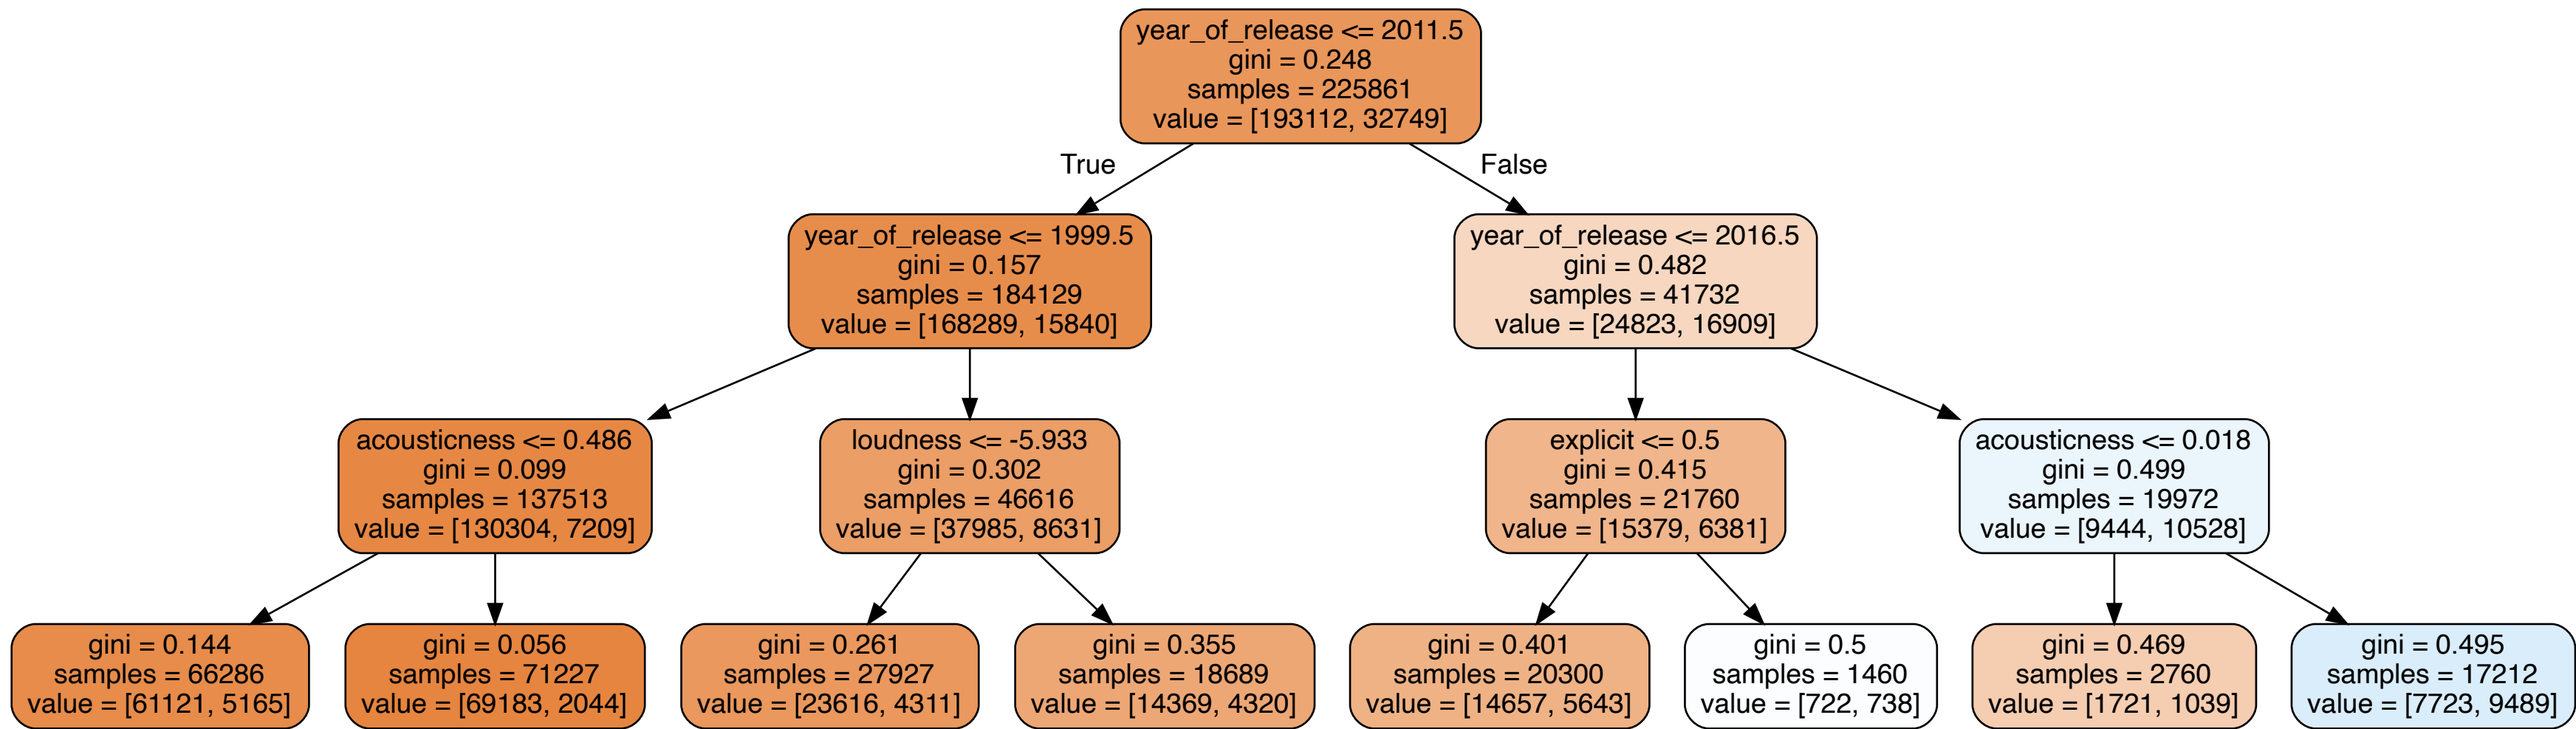 year_of_release <= 2011.5
gini = 0.248
samples = 225861
value = [193112, 32749]
True
False
year_of_release <= 1999.5
gini = 0.157
samples = 184129
value = [168289, 15840]
year_of_release <= 2016.5
gini = 0.482
samples = 41732
value = [24823, 16909]
acousticness <= 0.486
gini = 0.099
samples = 137513
value = [130304, 7209]
loudness <= -5.933
gini = 0.302
samples = 46616
value = [37985, 8631]
explicit <= 0.5
gini = 0.415
samples = 21760
value = [15379, 6381]
acousticness <= 0.018
gini = 0.499
samples = 19972
value = [9444, 10528]
gini = 0.144
samples = 66286
value = [61121, 5165]
gini = 0.056
samples = 71227
value = [69183, 2044]
gini = 0.261
samples = 27927
value = [23616, 4311]
gini = 0.355
samples = 18689
value = [14369, 4320]
gini = 0.401
samples = 20300
value = [14657, 5643]
gini = 0.5
samples = 1460
value = [722, 738]
gini = 0.469
samples = 2760
value = [1721, 1039]
gini = 0.495
samples = 17212
value = [7723, 9489]